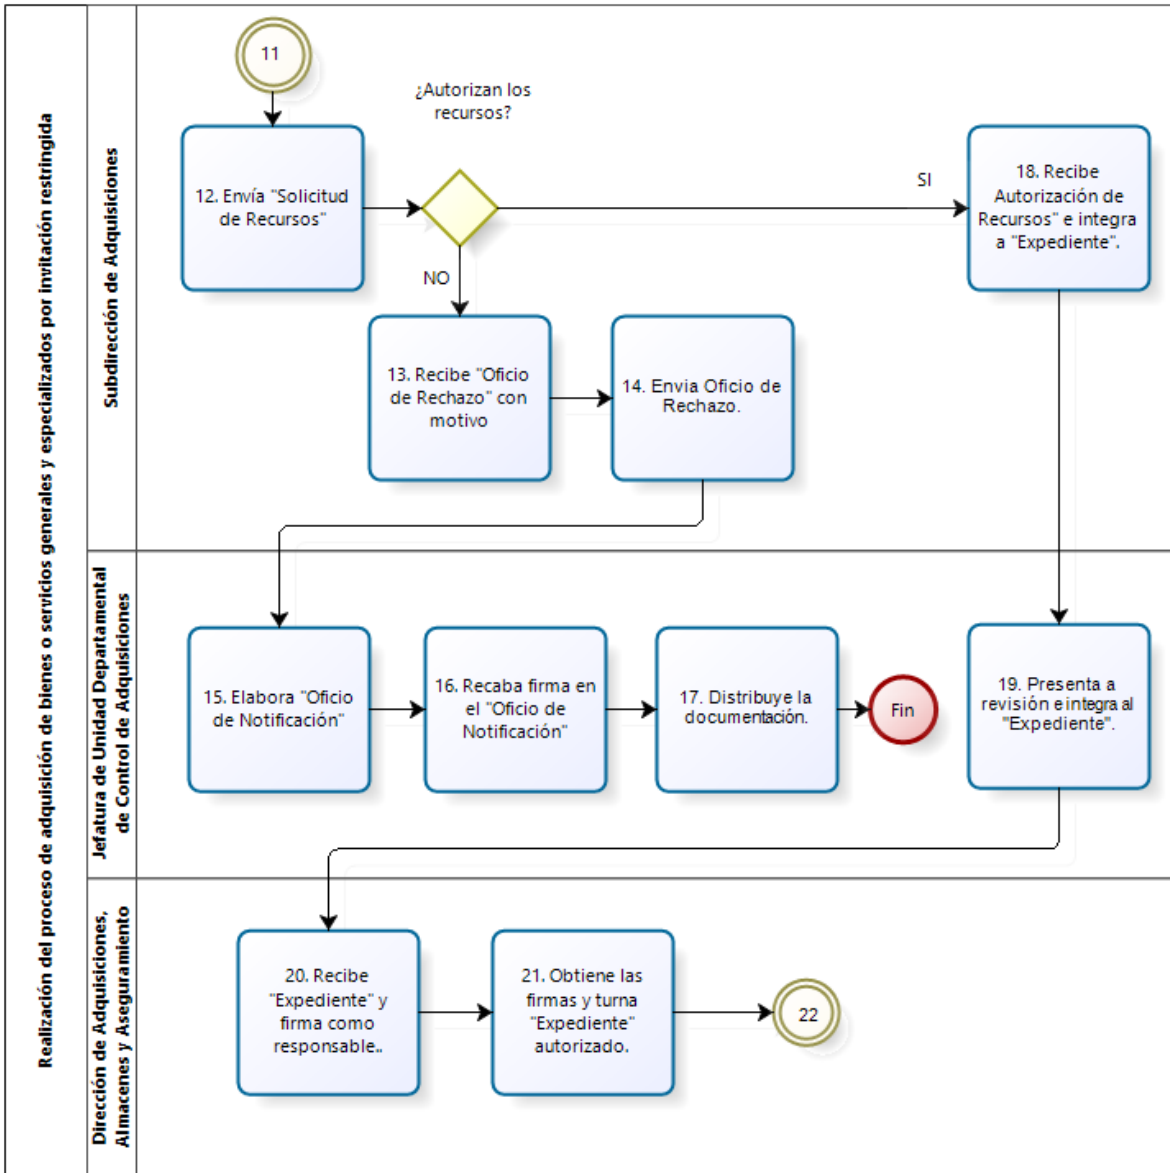 Realización del proceso de adquisición de bienes o servicios generales y especializados por invitación restringida
Subdirección de Adquisiciones
11
¿Autorizan los
recursos?
12. Envía "Solicitud
de Recursos"
SI
18. Recibe
Autorización de
Recursos" e integra
a "Expediente".
NO
13. Recibe "Oficio
de Rechazo" con
motivo
14. Envia Oficio de
Rechazo.
Jefatura de Unidad Departamental
de Control de Adquisiciones
15. Elabora "Oficio
de Notificación"
16. Recaba firma en
el "Oficio de
Notificación"
17. Distribuye la
documentación.
Fin
19. Presenta a
revisión e integra al
"Expediente".
Dirección de Adquisiciones,
Almacenes y Aseguramiento
20. Recibe
"Expediente" y
firma como
responsable..
21. Obtiene las
firmas y turna
"Expediente"
autorizado.
22